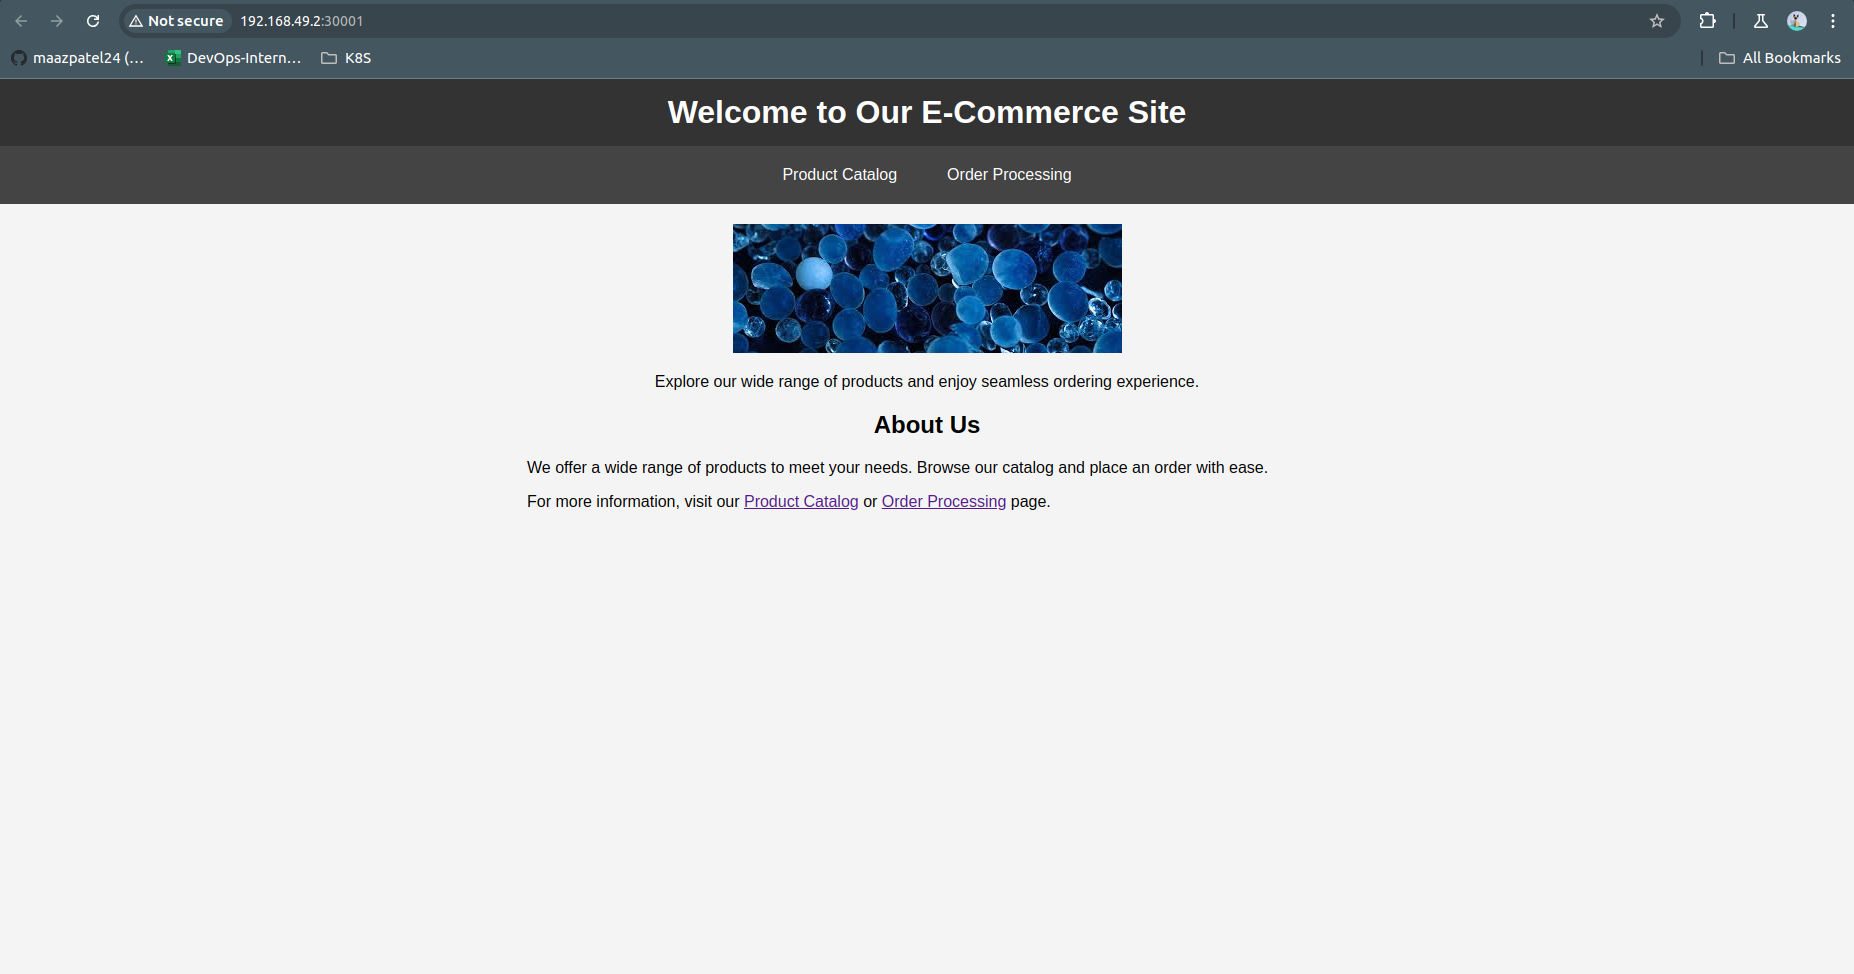 Not secure 192.168.49.2:30001
maazpatel24 (... DevOps-Intern... K8S All Bookmarks
Welcome to Our E-Commerce Site
Product Catalog Order Processing
Explore our wide range of products and enjoy seamless ordering experience.
About Us
We offer a wide range of products to meet your needs. Browse our catalog and place an order with ease.
For more information, visit our Product Catalog or Order Processing page.